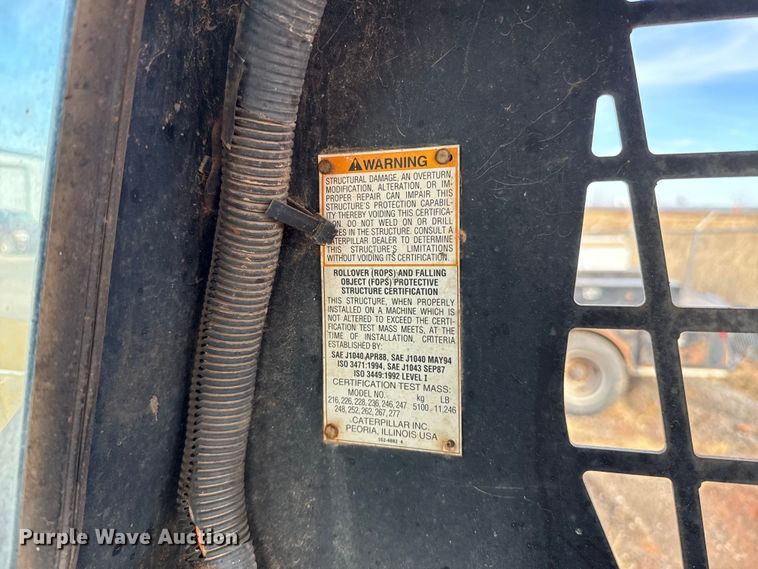 WARNING
STRUCTURAL DAMAGE, AN OVERTURN,
MODIFICATION, ALTERATION, OR IM-
PROPER REPAIR CAN IMPAIR THIS
STRUCTURE'S PROTECTION CAPABIL-
ITY THEREBY VOIDING THIS CERTIFICA-
ON. DO NOT WELD ON OR DRILL
LES IN THE STRUCTURE. CONSULT A
TERPILLAR DEALER TO DETERMINE
THIS STRUCTURE'S LIMITATIONS
WITHOUT VOIDING ITS CERTIFICATION.
ROLLOVER (ROPS) AND FALLING
OBJECT (FOPS) PROTECTIVE
STRUCTURE CERTIFICATION
THIS STRUCTURE, WHEN PROPERLY
INSTALLED ON A MACHINE WHICH IS
NOT ALTERED TO EXCEED THE CERTI-
FICATION TEST MASS MEETS, AT THE
TIME OF INSTALLATION, CRITERIA
ESTABLISHED BY:
SAE J1040 APR88, SAE J1040 MAY94
ISO 3471:1994, SAE J1043 SEP87
ISO 3449:1992 LEVEL I
CERTIFICATION TEST MASS:
MODEL NO. kg LB
216, 226, 228, 236, 246, 247
248, 252, 262, 267, 277 5100 11,246
CATERPILLAR INC.
PEORIA, ILLINOIS USA
Purple Wave Auction